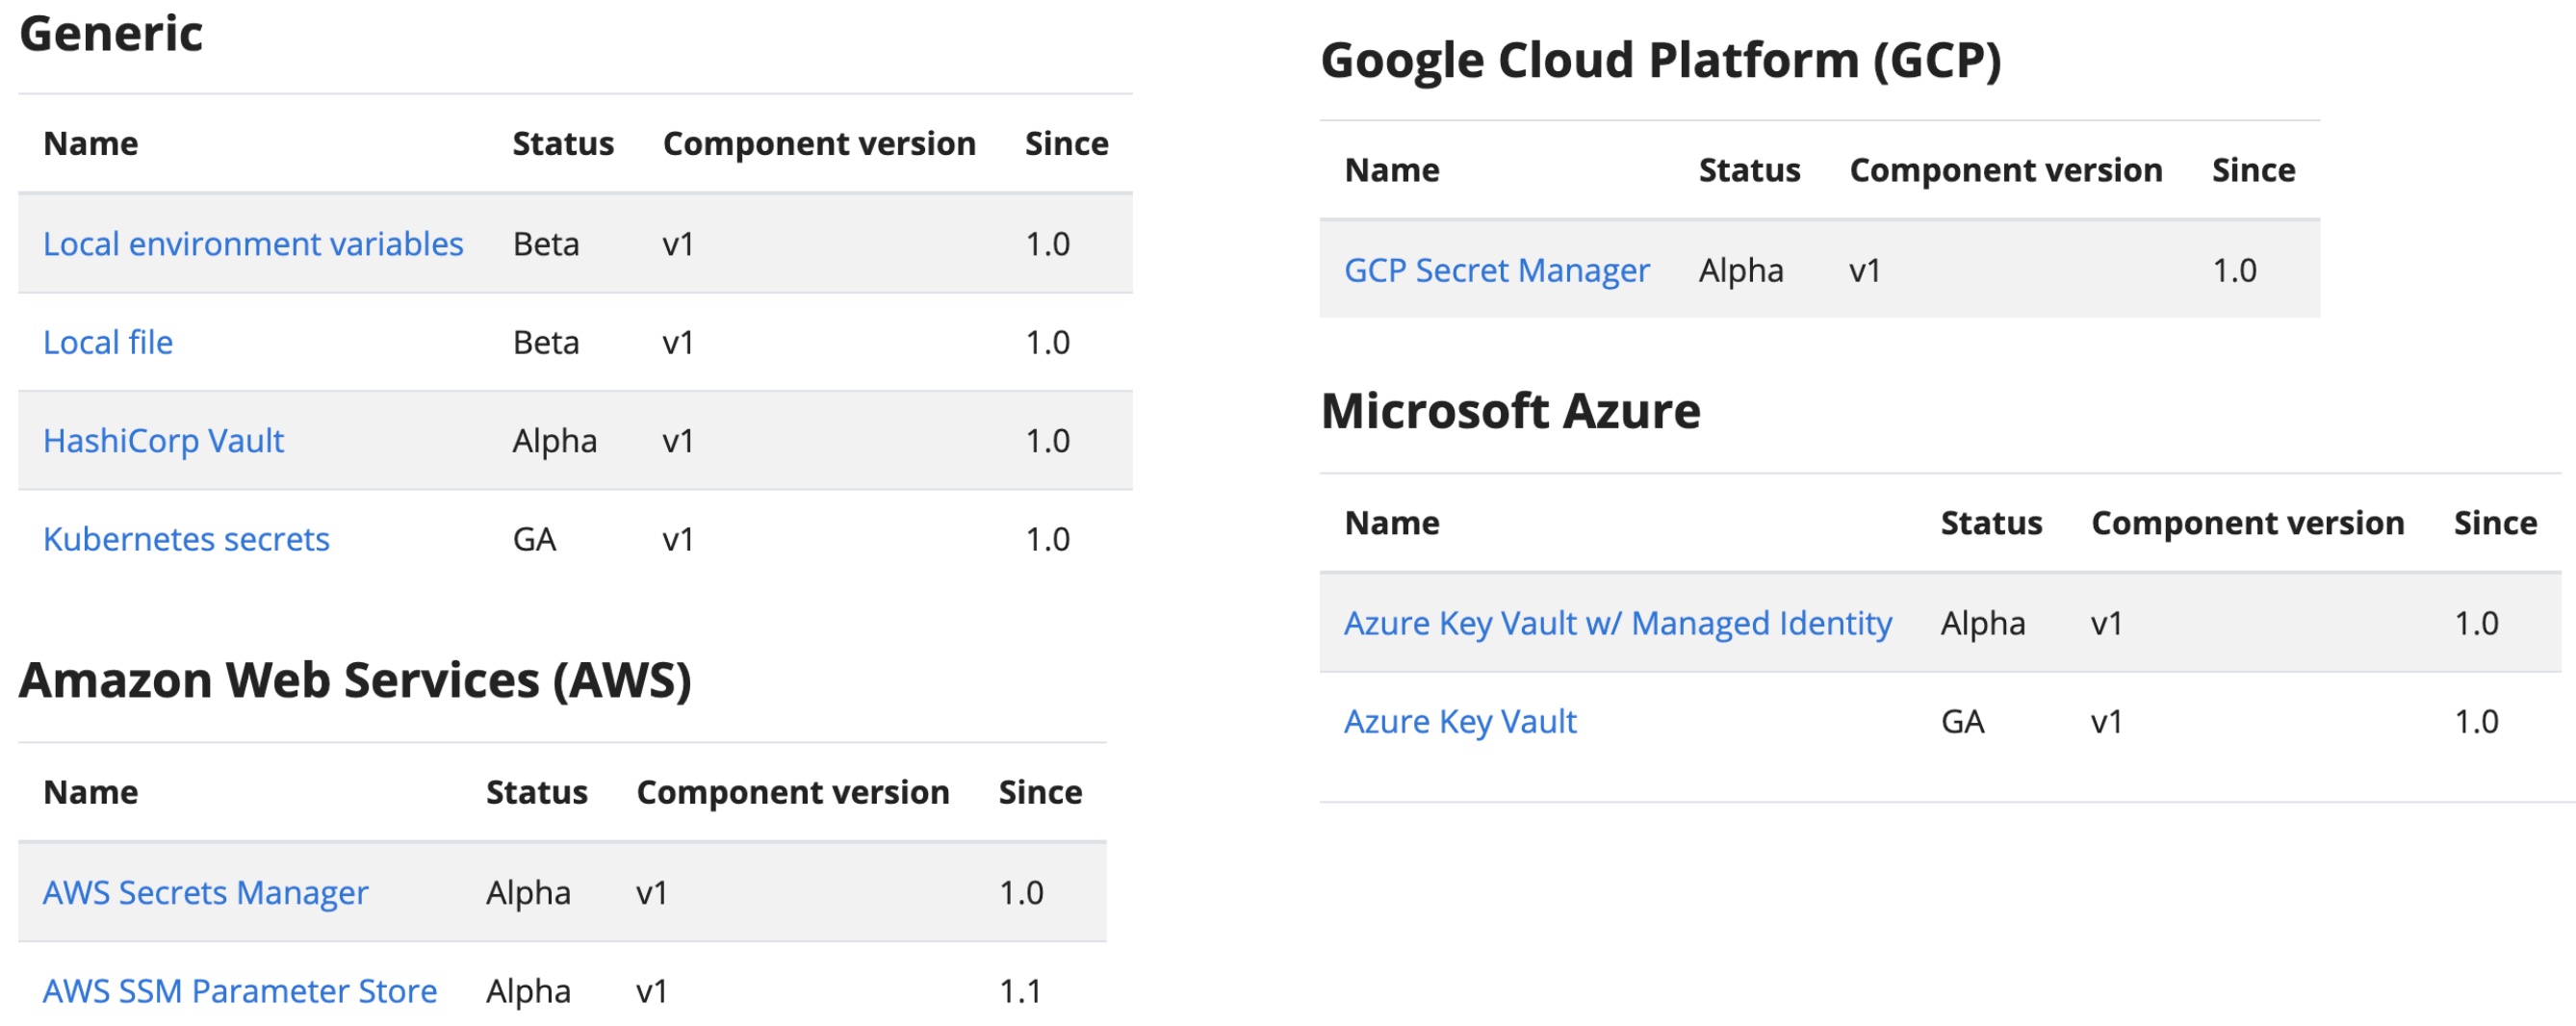 Generic
Name Status Component version Since
Local environment variables Beta v1 1.0
Local file Beta v1 1.0
HashiCorp Vault Alpha v1 1.0
Kubernetes secrets GA v1 1.0
Amazon Web Services (AWS)
Name Status Component version Since
AWS Secrets Manager Alpha v1 1.0
AWS SSM Parameter Store Alpha v1 1.1
Google Cloud Platform (GCP)
Name Status Component version Since
GCP Secret Manager Alpha v1 1.0
Microsoft Azure
Name Status Component version Since
Azure Key Vault w/ Managed Identity Alpha v1 1.0
Azure Key Vault GA v1 1.0